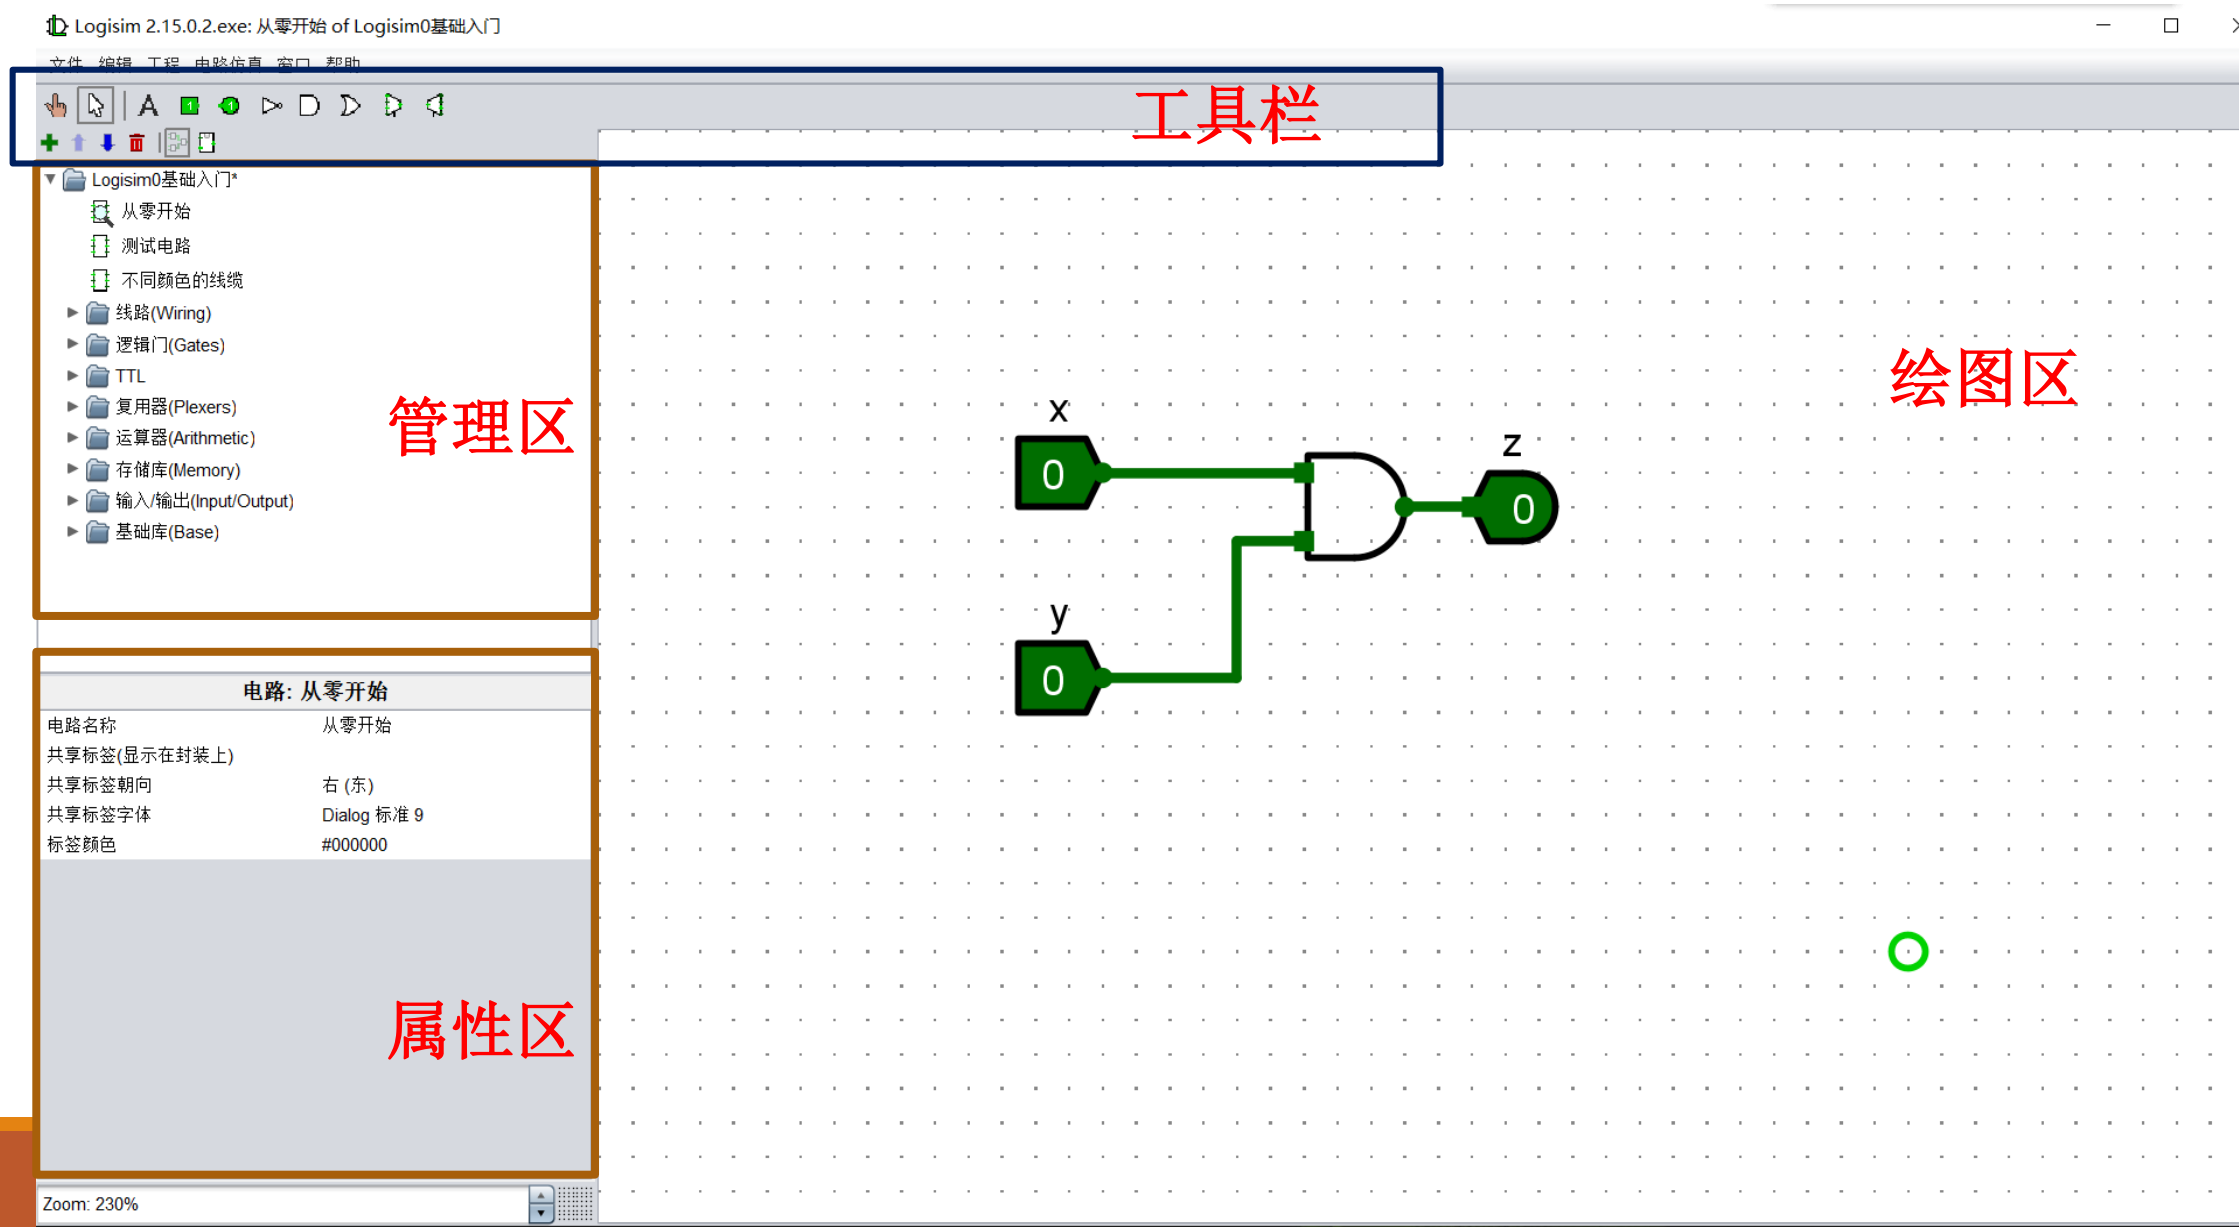 Logisim 2.15.0.2.exe: 从零开始 of Logisim0基础入门
文件 编辑 工程 电路仿真 窗口 帮助
A 1 1
工具栏
Logisim0基础入门*
从零开始
测试电路
不同颜色的线缆
线路(Wiring)
逻辑门(Gates)
TTL
复用器(Plexers)
运算器(Arithmetic)
存储库(Memory)
输入/输出(Input/Output)
基础库(Base)
管理区
电路: 从零开始
电路名称 从零开始
共享标签(显示在封装上)
共享标签朝向 右 (东)
共享标签字体 Dialog 标准 9
标签颜色 #000000
属性区
Zoom: 230%
绘图区
x
0
z
0
y
0